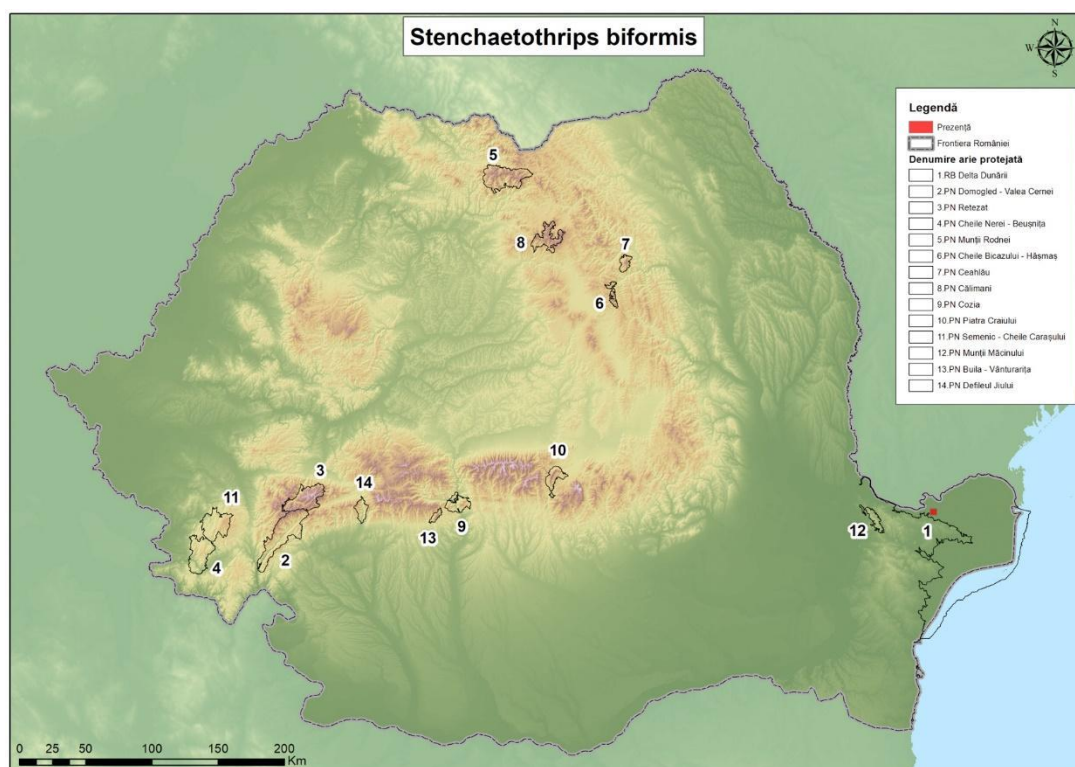 Stenchaetothrips biformis
N
W E
S
Legendă
Prezență
Frontiera României
Denumire arie protejată
1.RB Delta Dunării
2.PN Domogled - Valea Cernei
3.PN Retezat
4.PN Cheile Nerei - Beușnița
5.PN Munții Rodnei
6.PN Cheile Bicazului - Hășmaș
7.PN Ceahlău
8.PN Călimani
9.PN Cozia
10.PN Piatra Craiului
11.PN Semenic - Cheile Carașului
12.PN Munții Măcinului
13.PN Buila - Vânturarița
14.PN Defileul Jiului
5
8
7
6
10
3
14
11
13
9
12
1
4
2
0 25 50 100 150 200
Km